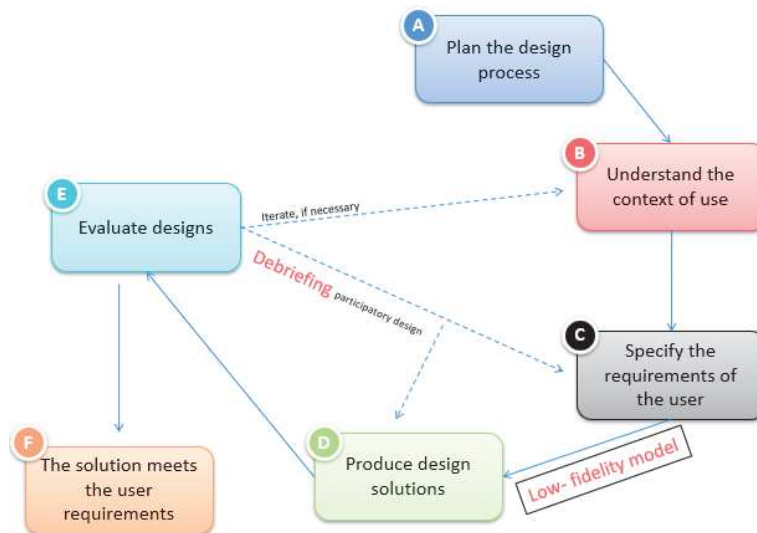 A
Plan the design
process
B
Understand the
context of use
E
Evaluate designs
Iterate, if necessary
Debriefing participatory design
C
Specify the
requirements of
the user
F
The solution meets
the user
requirements
D
Produce design
solutions
Low- fidelity model